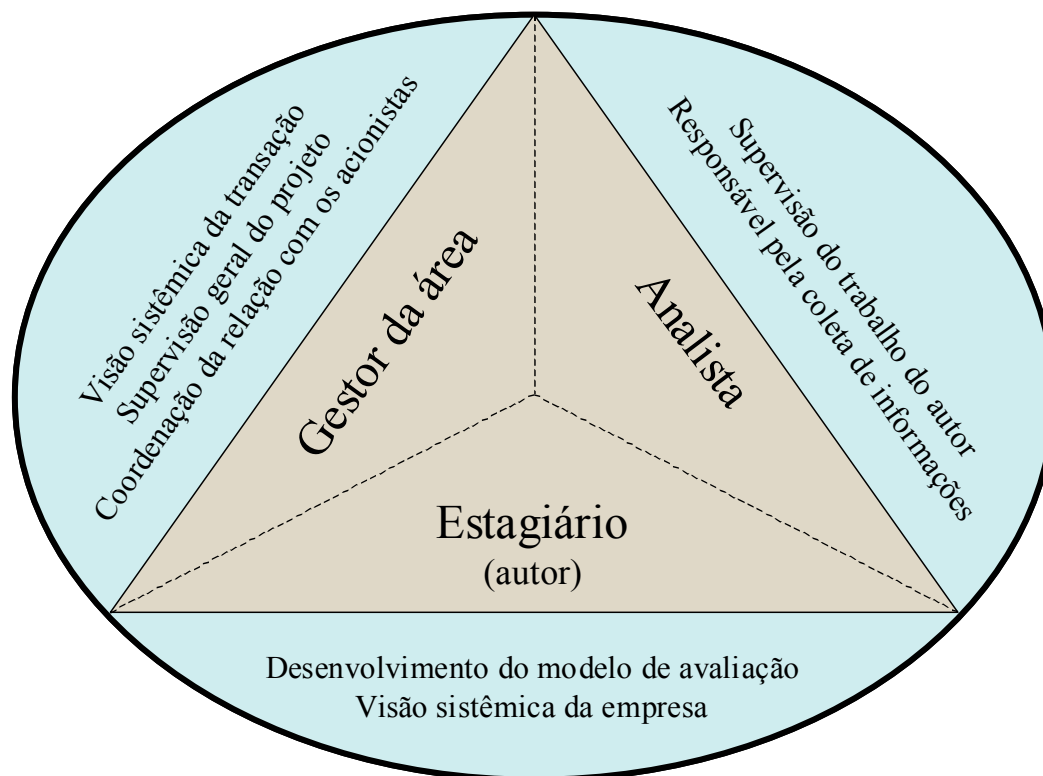 Visão sistêmica da transação
Supervisão geral do projeto
Coordenação da relação com os acionistas
Gestor da área
Supervisão do trabalho do autor
Responsável pela coleta de informações
Analista
Estagiário
(autor)
Desenvolvimento do modelo de avaliação
Visão sistêmica da empresa